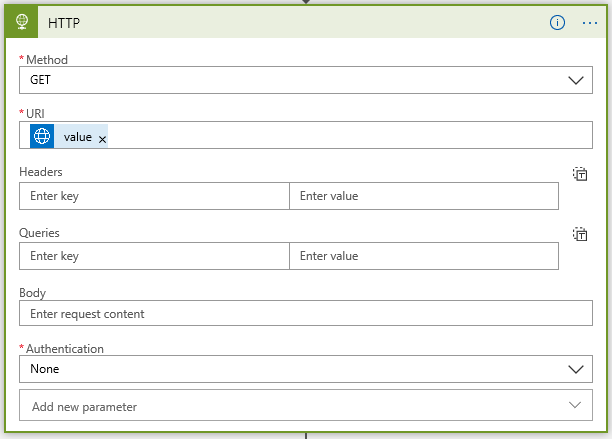 HTTP
* Method
GET
* URI
value ×
Headers
Enter key Enter value
Queries
Enter key Enter value
Body
Enter request content
* Authentication
None
Add new parameter